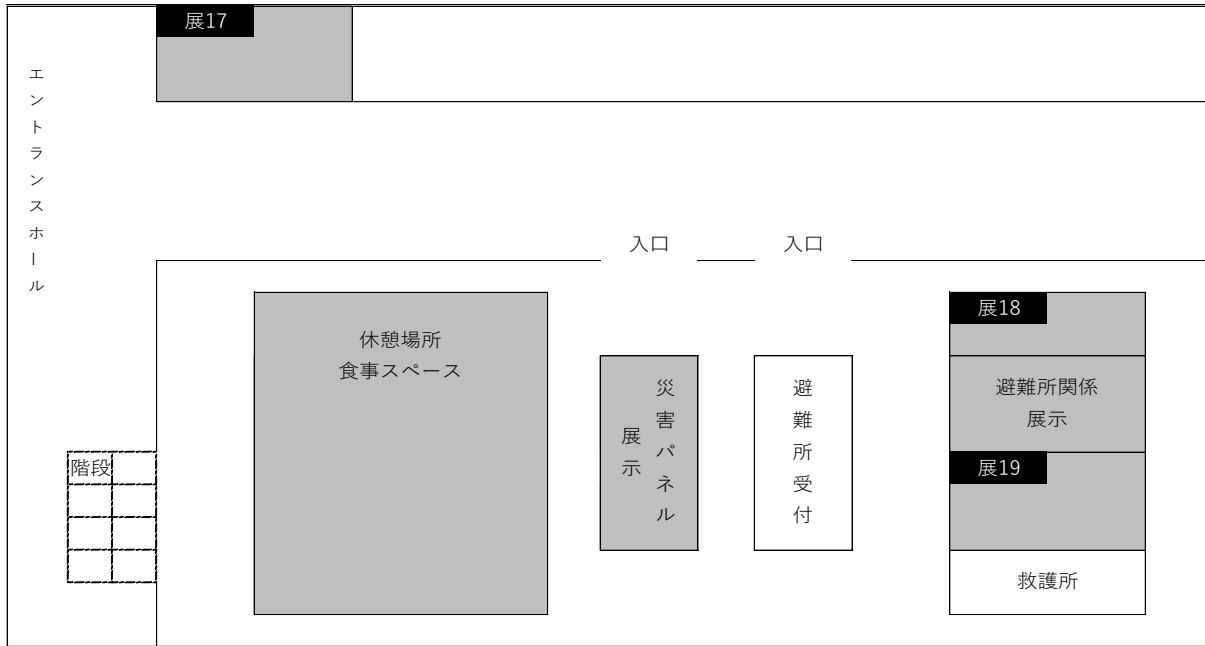 展17
エントランスホール
入口
入口
休憩場所
食事スペース
災害パネル
展示
避難所受付
展18
避難所関係
展示
展19
救護所
階段